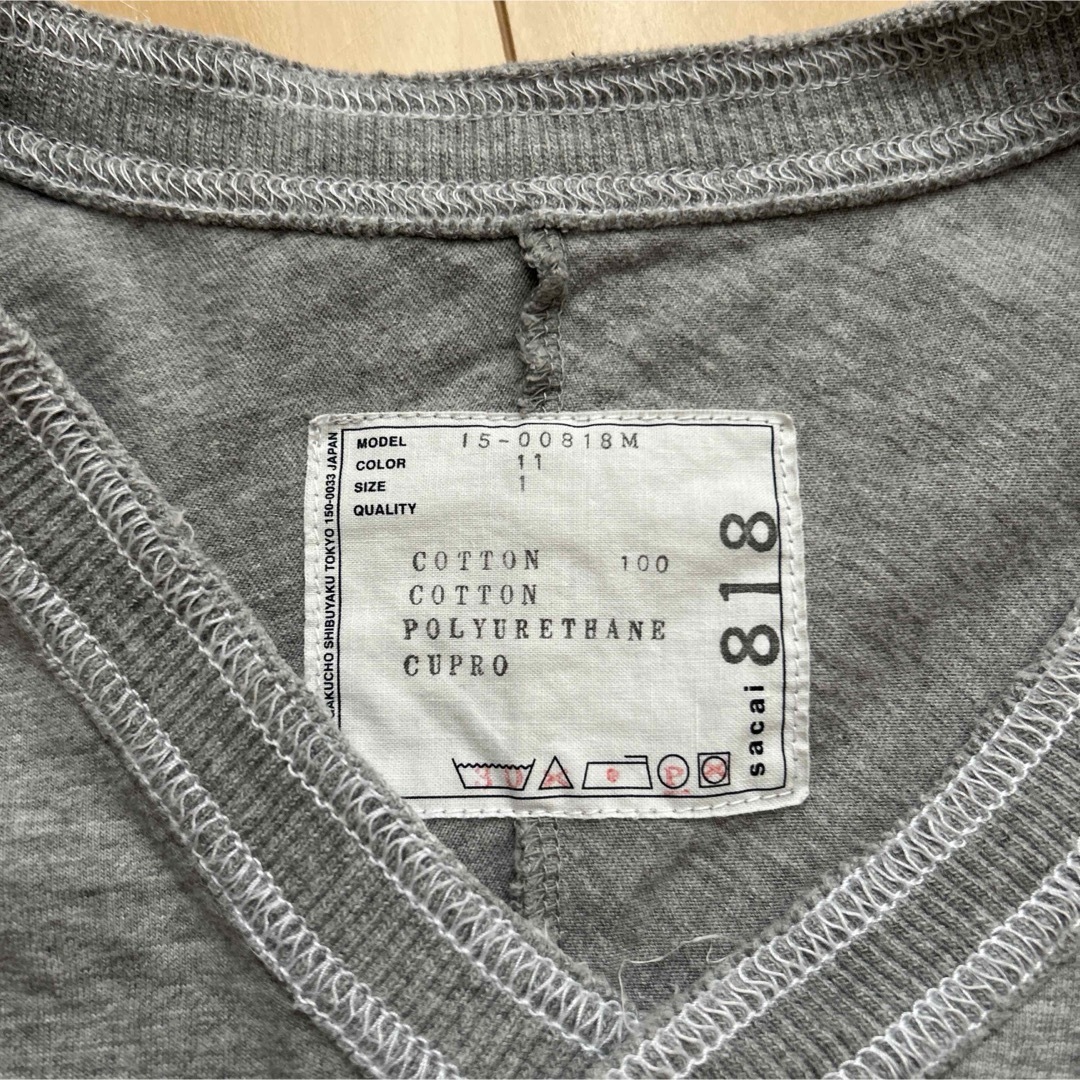 MODEL 15-00818M
COLOR 11
SIZE 1
QUALITY
COTTON 100
COTTON
POLYURETHANE
CUPRO
30 P
SHIBUYAKU TOKYO 150-0033 JAPAN
sacai 818